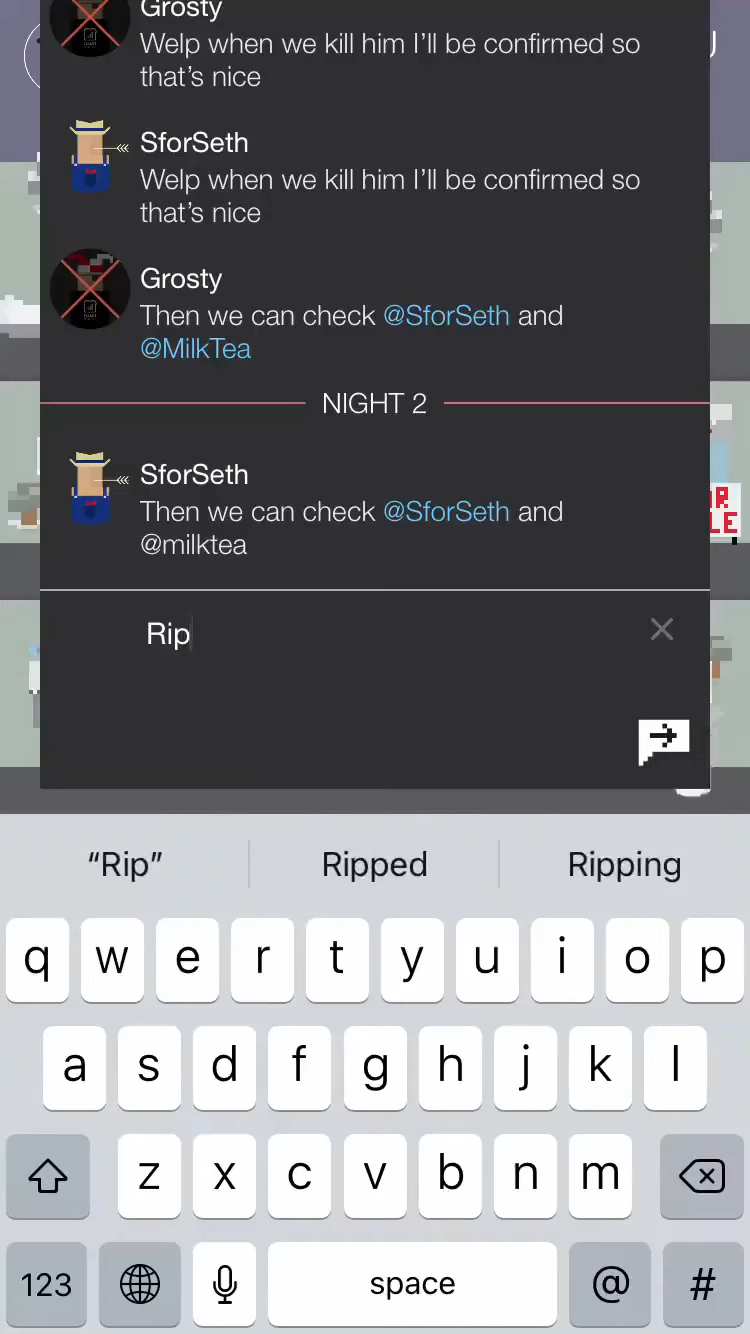 Grosty
Welp when we kill him I’ll be confirmed so
that’s nice
SforSeth
Welp when we kill him I’ll be confirmed so
that’s nice
Grosty
Then we can check @SforSeth and
@MilkTea
NIGHT 2
SforSeth
Then we can check @SforSeth and
@milktea
Rip
“Rip” Ripped Ripping
q w e r t y u i o p
a s d f g h j k l
z x c v b n m
123 space @ #